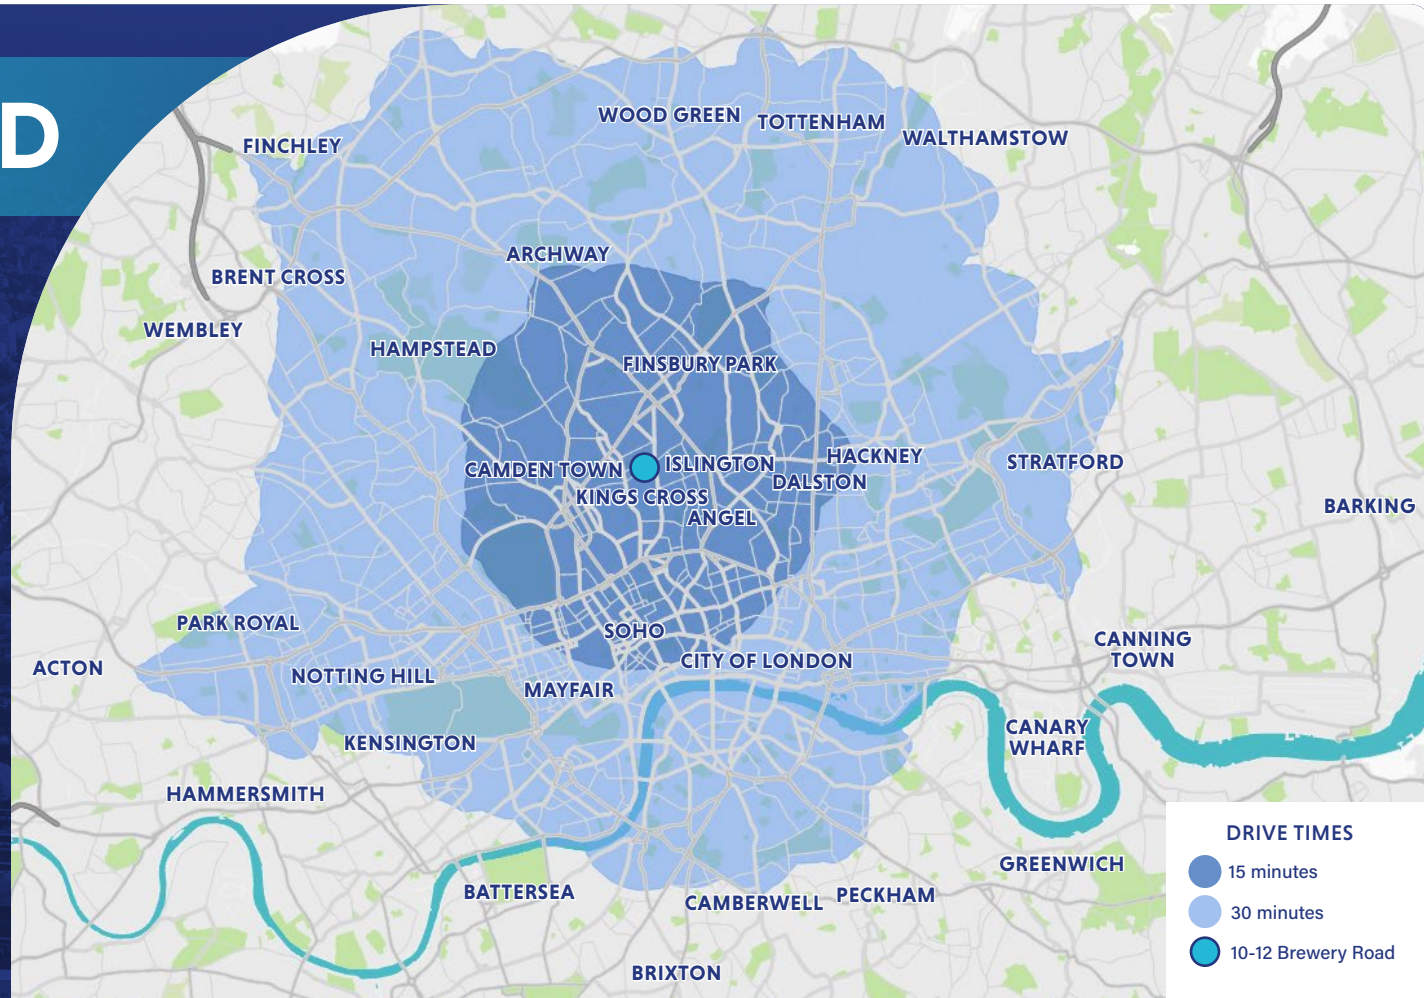 D
WOOD GREEN
TOTTENHAM
WALTHAMSTOW
FINCHLEY
ARCHWAY
BRENT CROSS
WEMBLEY
HAMPSTEAD
FINSBURY PARK
CAMDEN TOWN
ISLINGTON
HACKNEY
STRATFORD
DALSTON
KINGS CROSS
ANGEL
BARKING
PARK ROYAL
SOHO
CANNING
TOWN
ACTON
NOTTING HILL
CITY OF LONDON
MAYFAIR
KENSINGTON
CANARY
WHARF
HAMMERSMITH
GREENWICH
BATTERSEA
CAMBERWELL
PECKHAM
BRIXTON
DRIVE TIMES
15 minutes
30 minutes
10-12 Brewery Road